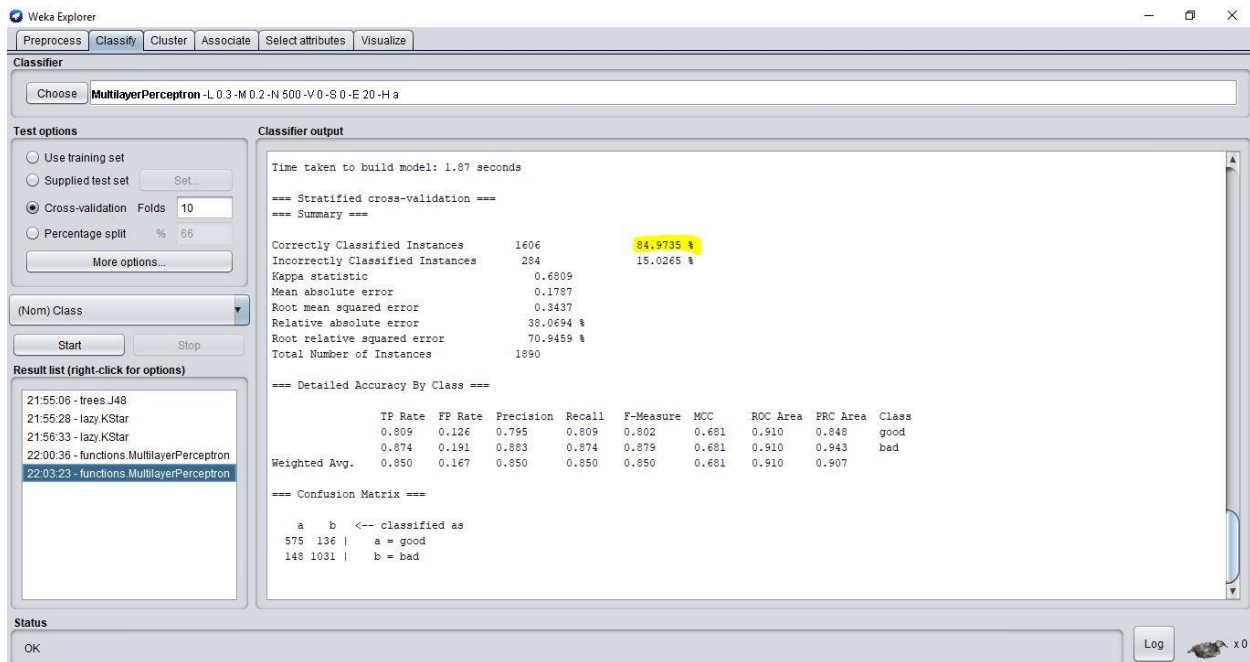 Weka Explorer
Preprocess Classify Cluster Associate Select attributes Visualize
Classifier
Choose MultilayerPerceptron -L 0.3 -M 0.2 -N 500 -V 0 -S 0 -E 20 -H a
Test options
Use training set
Supplied test set Set...
Cross-validation Folds 10
Percentage split % 66
More options...
(Nom) Class
Start Stop
Result list (right-click for options)
21:55:06 - trees.J48
21:55:28 - lazy.KStar
21:56:33 - lazy.KStar
22:00:36 - functions.MultilayerPerceptron
22:03:23 - functions.MultilayerPerceptron
Classifier output
Time taken to build model: 1.87 seconds
=== Stratified cross-validation ===
=== Summary ===
Correctly Classified Instances 1606 84.9735 %
Incorrectly Classified Instances 284 15.0265 %
Kappa statistic 0.6809
Mean absolute error 0.1787
Root mean squared error 0.3437
Relative absolute error 38.0694 %
Root relative squared error 70.9459 %
Total Number of Instances 1890
=== Detailed Accuracy By Class ===
TP Rate FP Rate Precision Recall F-Measure MCC ROC Area PRC Area Class
0.809 0.126 0.795 0.809 0.802 0.681 0.910 0.848 good
0.874 0.191 0.883 0.874 0.879 0.681 0.910 0.943 bad
Weighted Avg. 0.850 0.167 0.850 0.850 0.850 0.681 0.910 0.907
=== Confusion Matrix ===
a b <-- classified as
575 136 | a = good
148 1031 | b = bad
Status
OK
Log x 0